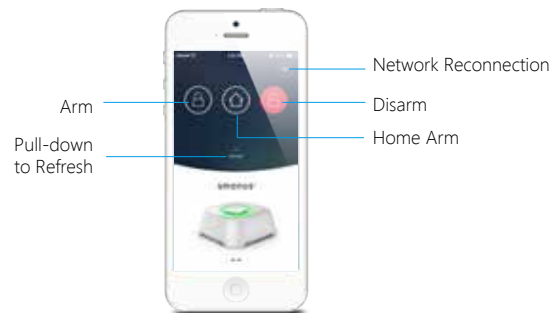 Network Reconnection
Arm
Disarm
Home Arm
Pull-down
to Refresh
smanos